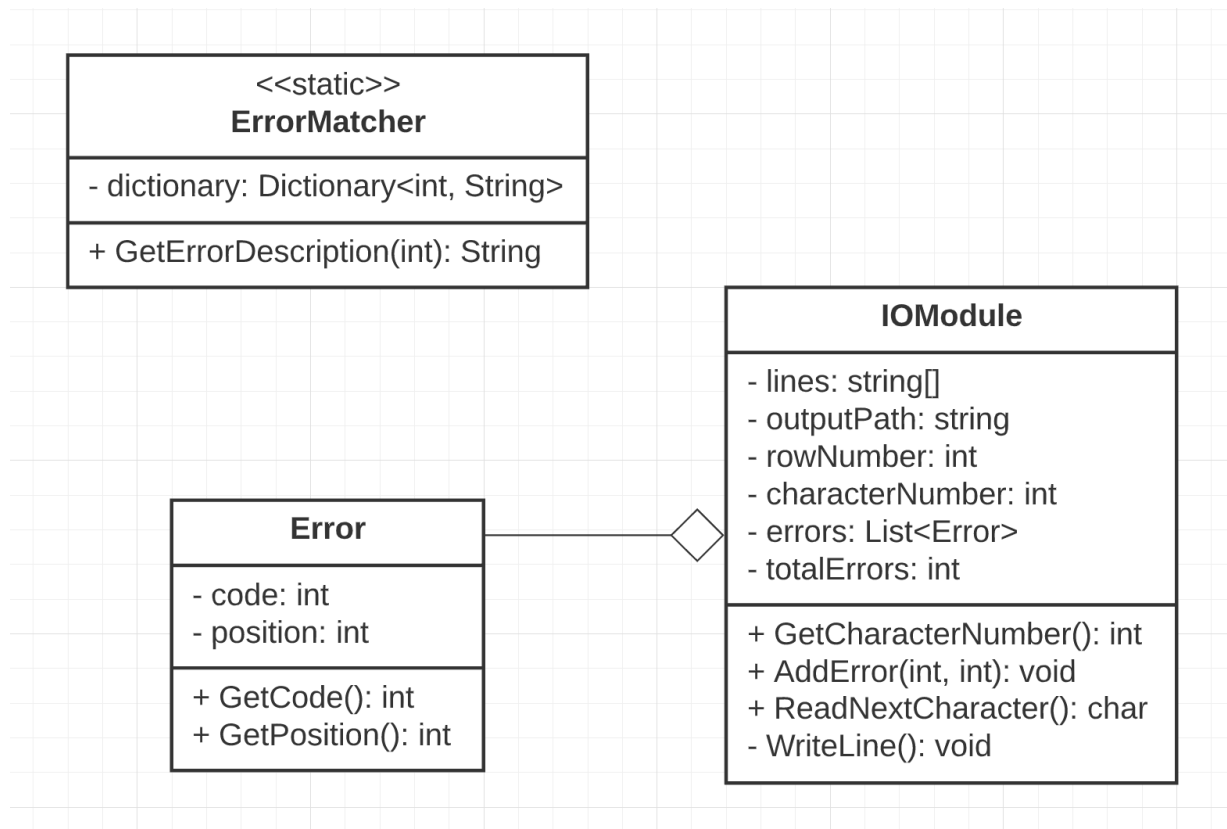 <<static>>
ErrorMatcher
- dictionary: Dictionary<int, String>
+ GetErrorDescription(int): String
IOModule
- lines: string[]
- outputPath: string
- rowNumber: int
- characterNumber: int
- errors: List<Error>
- totalErrors: int
+ GetCharacterNumber(): int
+ AddError(int, int): void
+ ReadNextCharacter(): char
- WriteLine(): void
Error
- code: int
- position: int
+ GetCode(): int
+ GetPosition(): int